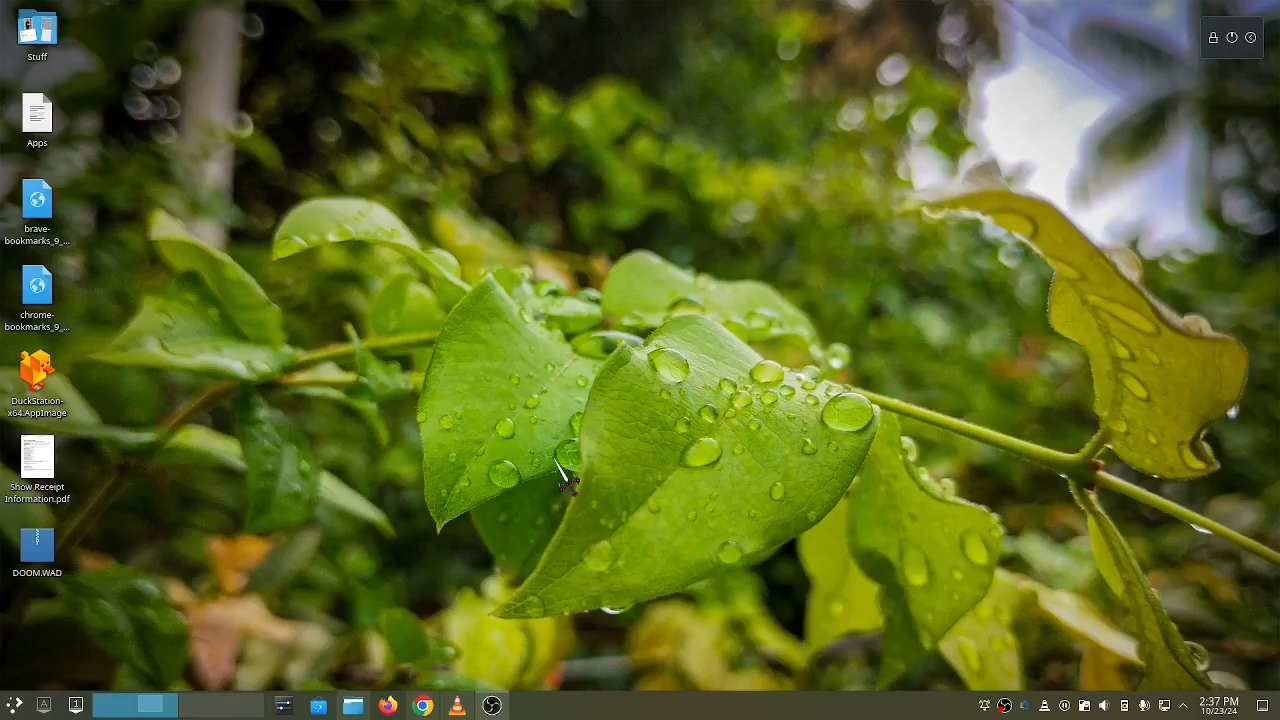 Stuff
Apps
brave-
bookmarks_9_...
chrome-
bookmarks_9_...
DuckStation-
x64.AppImage
Show Receipt
Information.pdf
DOOM.WAD
A
1
2:37 PM
10/23/24